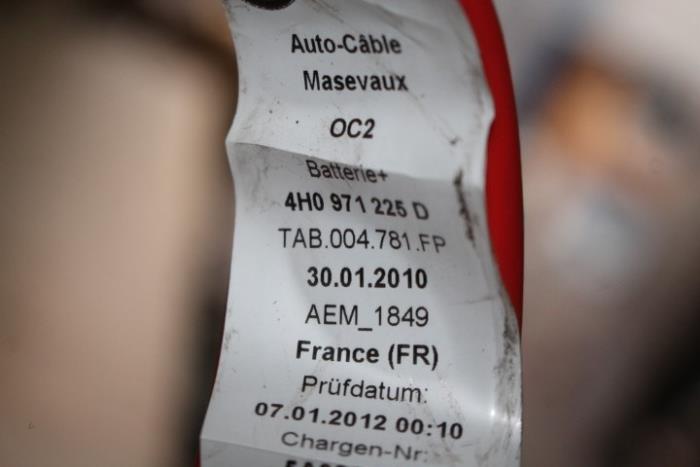 Auto-Câble
Masevaux
OC2
Batterie+
4H0 971 225 D
TAB.004.781.FP
30.01.2010
AEM_1849
France (FR)
Prüfdatum:
07.01.2012 00:10
Chargen-Nr: